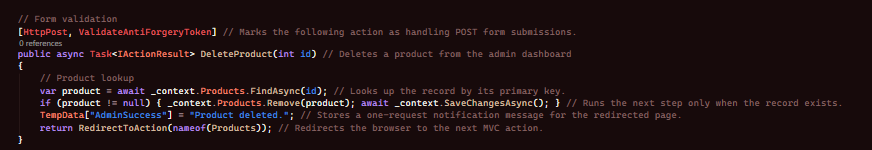 // Form validation
[HttpPost, ValidateAntiForgeryToken] // Marks the following action as handling POST form submissions.
0 references
public async Task<IActionResult> DeleteProduct(int id) // Deletes a product from the admin dashboard
{
    // Product lookup
    var product = await _context.Products.FindAsync(id); // Looks up the record by its primary key.
    if (product != null) { _context.Products.Remove(product); await _context.SaveChangesAsync(); } // Runs the next step only when the record exists.
    TempData["AdminSuccess"] = "Product deleted."; // Stores a one-request notification message for the redirected page.
    return RedirectToAction(nameof(Products)); // Redirects the browser to the next MVC action.
}